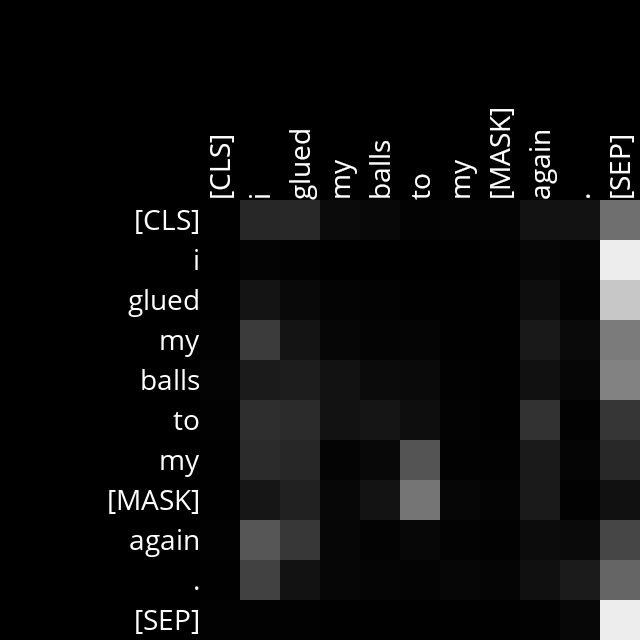 [CLS] i glued my balls to my [MASK] again . [SEP]
[CLS]
i
glued
my
balls
to
my
[MASK]
again
.
[SEP]